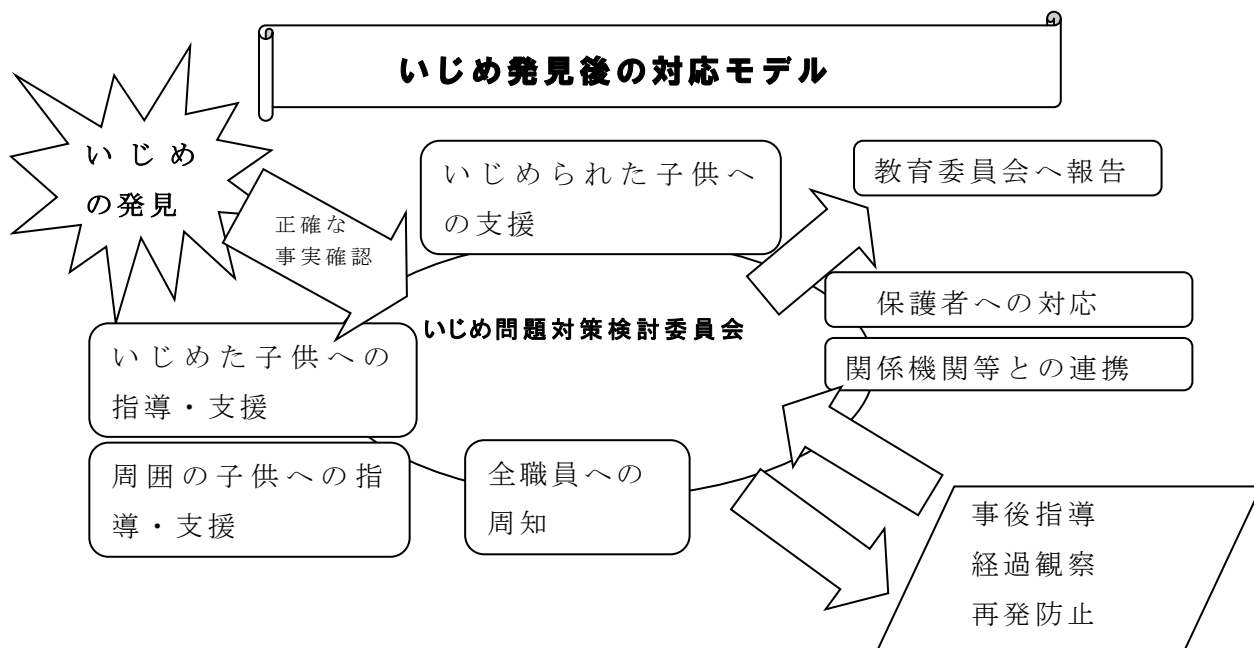 いじめ発見後の対応モデル
いじめ
の発見
正確な
事実確認
いじめられた子供へ
の支援
教育委員会へ報告
保護者への対応
関係機関等との連携
いじめ問題対策検討委員会
いじめた子供への
指導・支援
周囲の子供への指
導・支援
全職員への
周知
事後指導
経過観察
再発防止